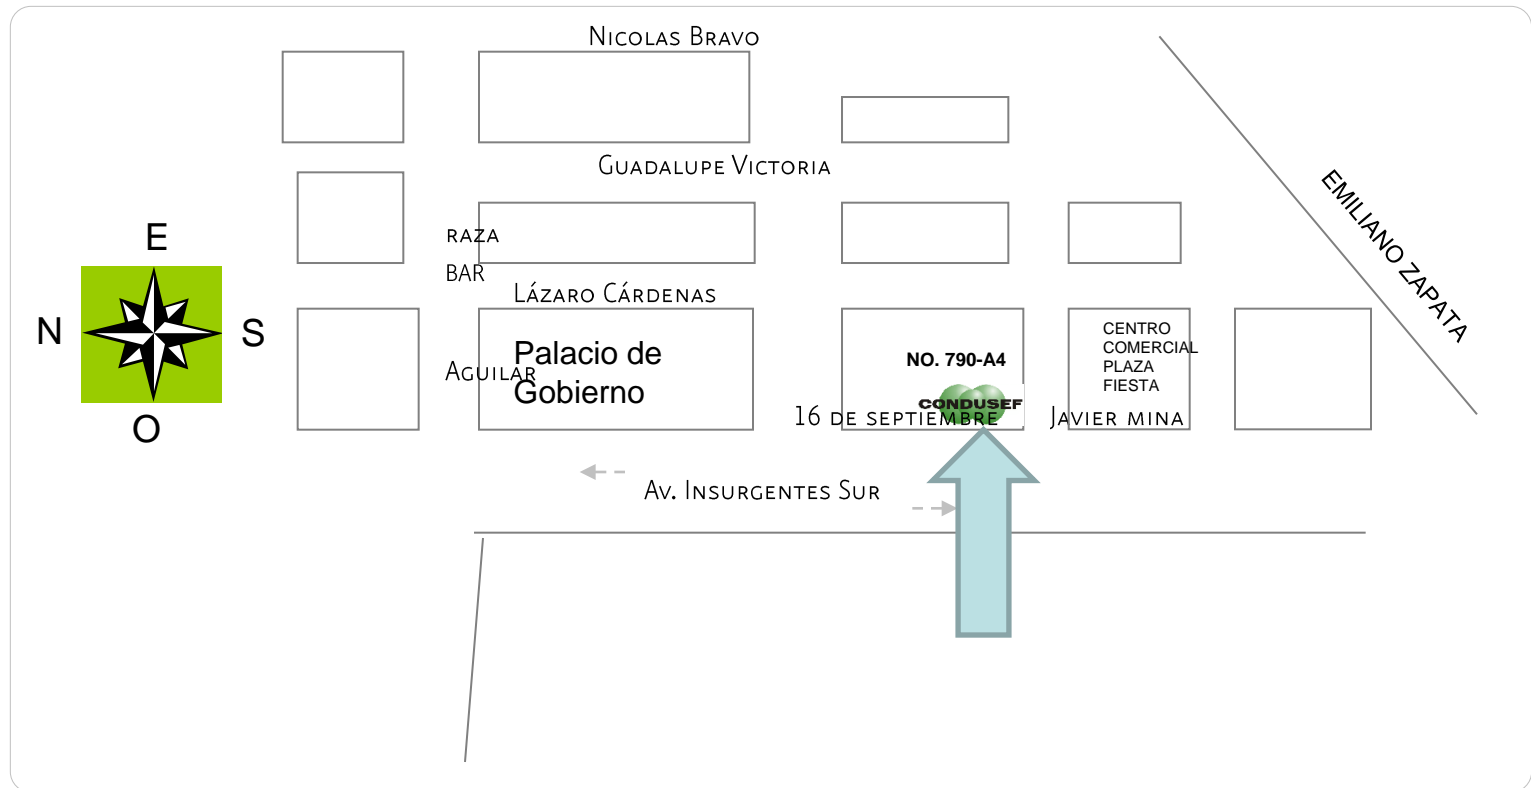 Nicolas Bravo
Guadalupe Victoria
EMILIANO ZAPATA
E
N
S
O
RAZA
BAR
Aguilar
Lázaro Cárdenas
Palacio de
Gobierno
NO. 790-A4
CONDUSEF
16 DE SEPTIEMBRE
CENTRO
COMERCIAL
PLAZA
FIESTA
Javier mina
Av. Insurgentes Sur